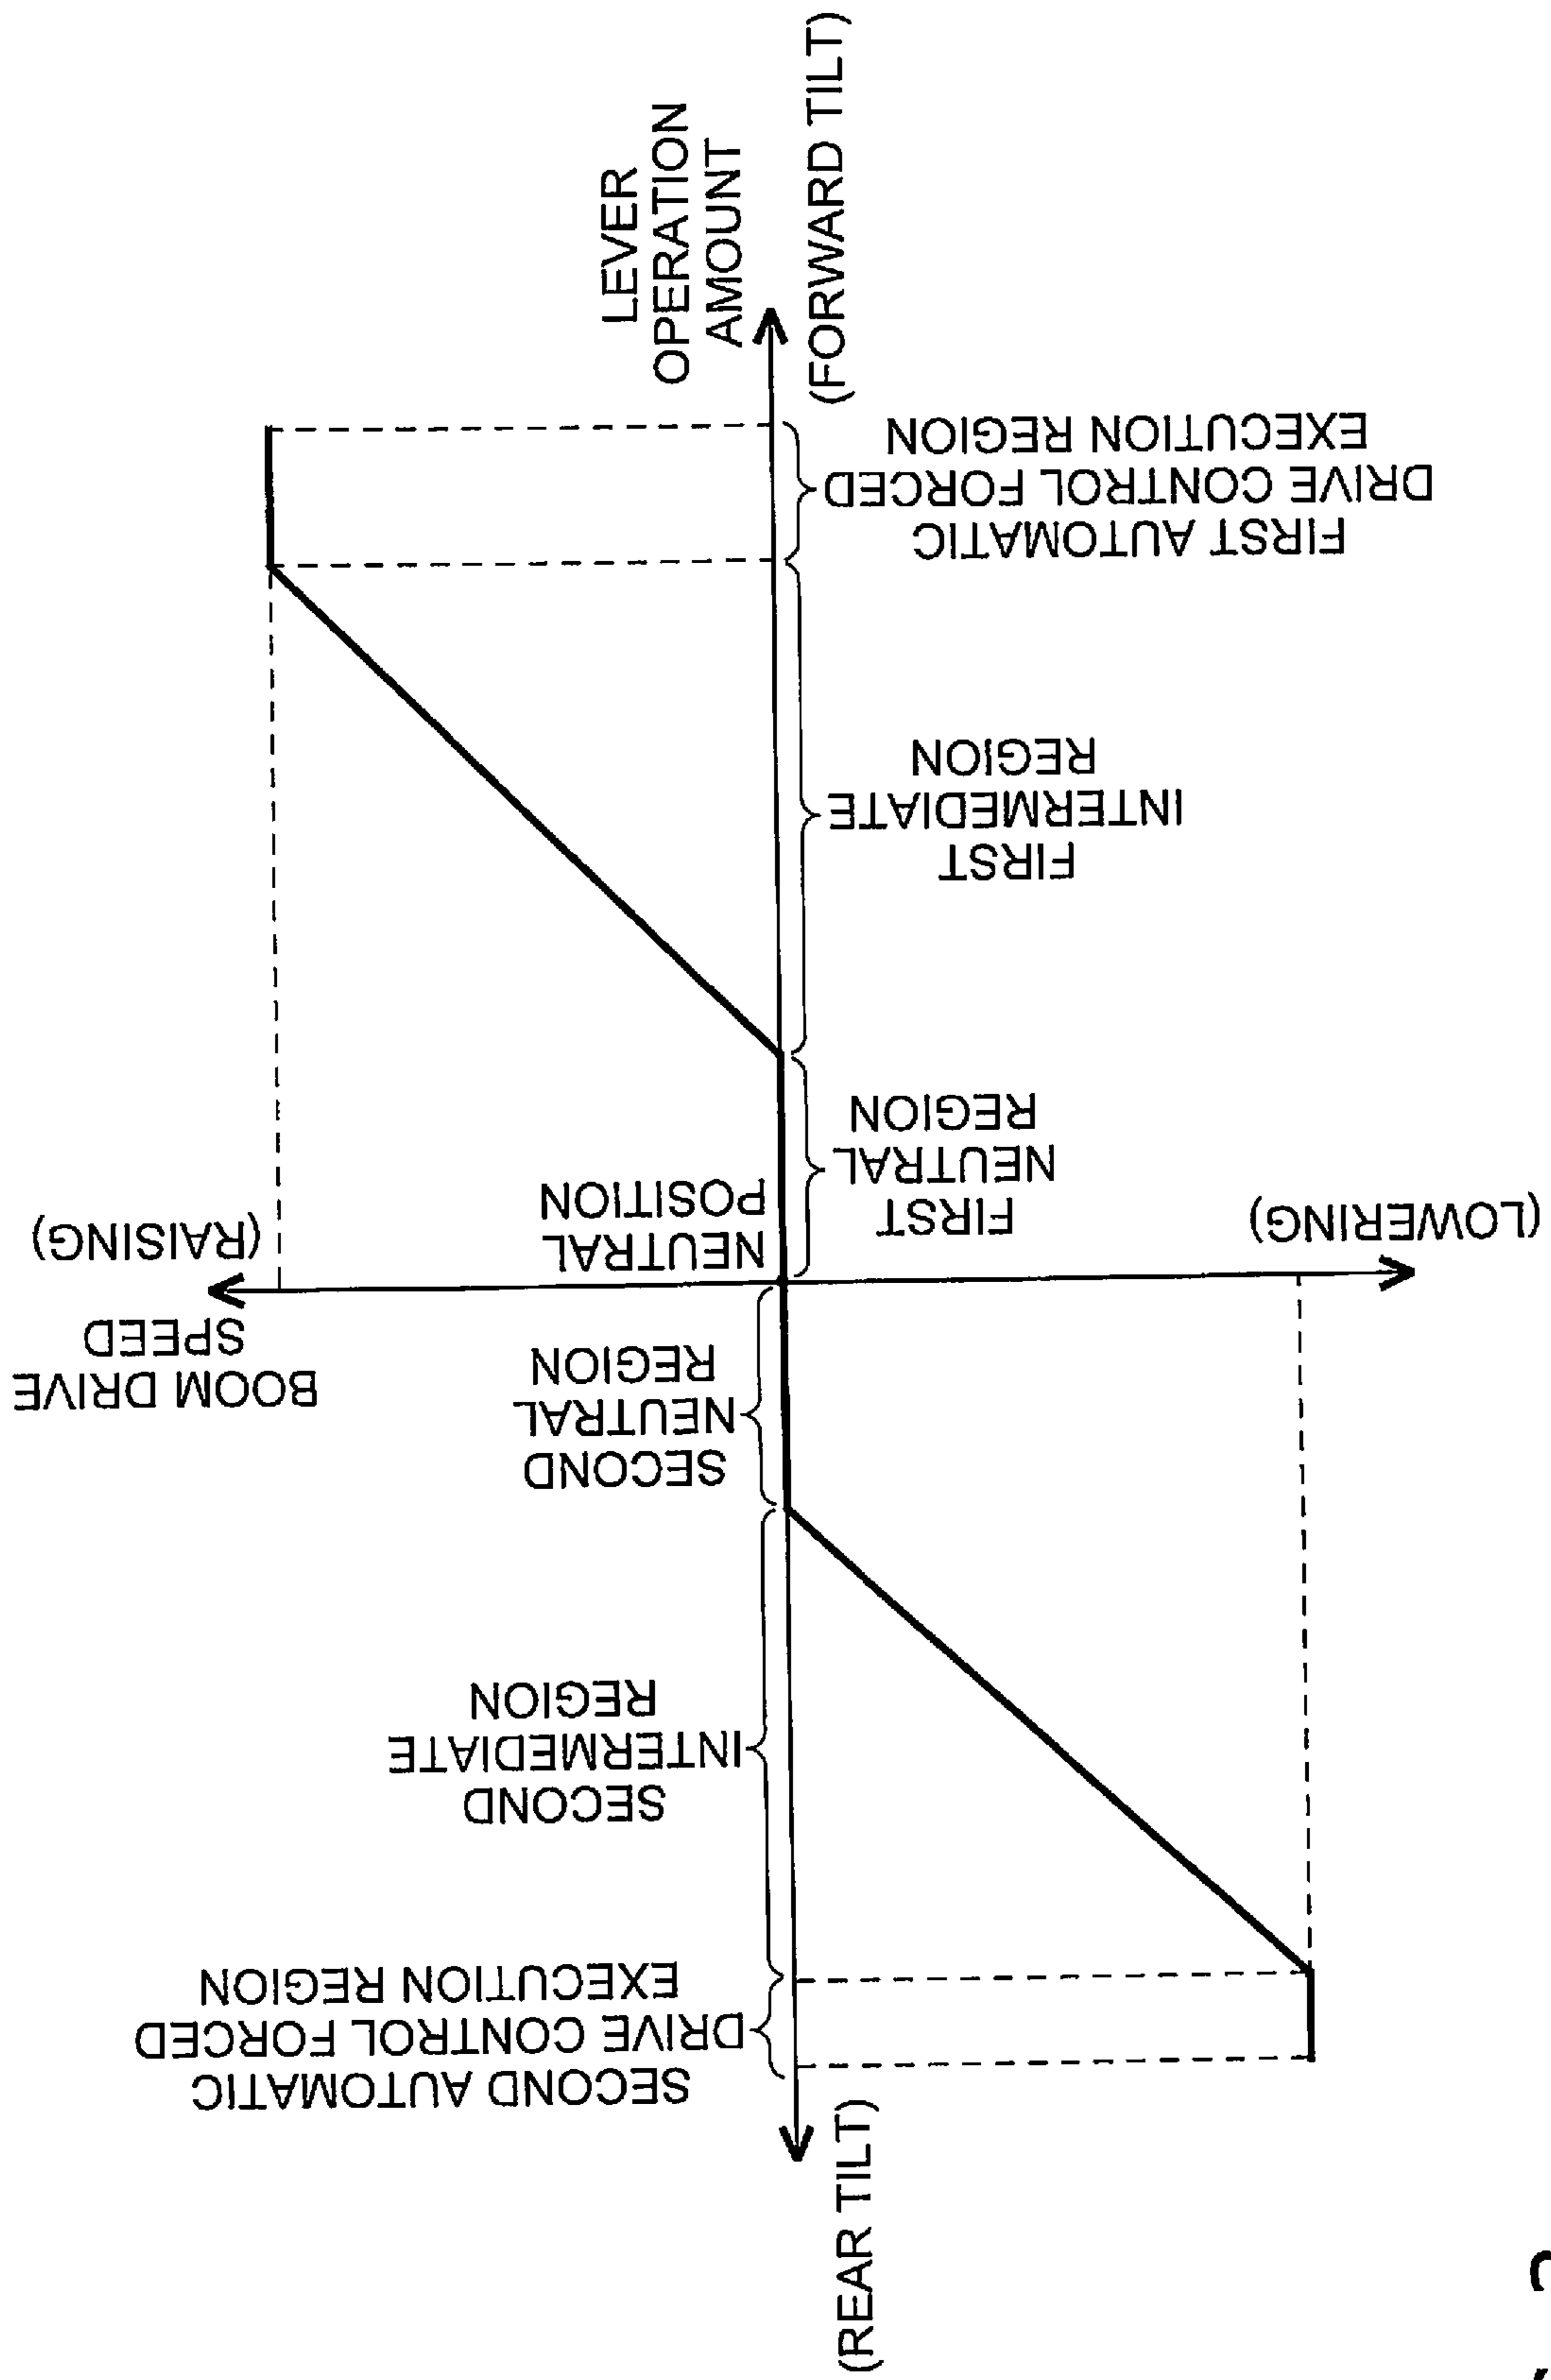 LEVER
OPERATION
AMOUNT
(FORWARD TILT)
FIRST AUTOMATIC
DRIVE CONTROL FORCED
EXECUTION REGION
FIRST
INTERMEDIATE
REGION
FIRST
NEUTRAL
REGION
NEUTRAL
POSITION
(RAISING)
BOOM DRIVE
SPEED
(LOWERING)
SECOND
NEUTRAL
REGION
SECOND
INTERMEDIATE
REGION
SECOND AUTOMATIC
DRIVE CONTROL FORCED
EXECUTION REGION
(REAR TILT)